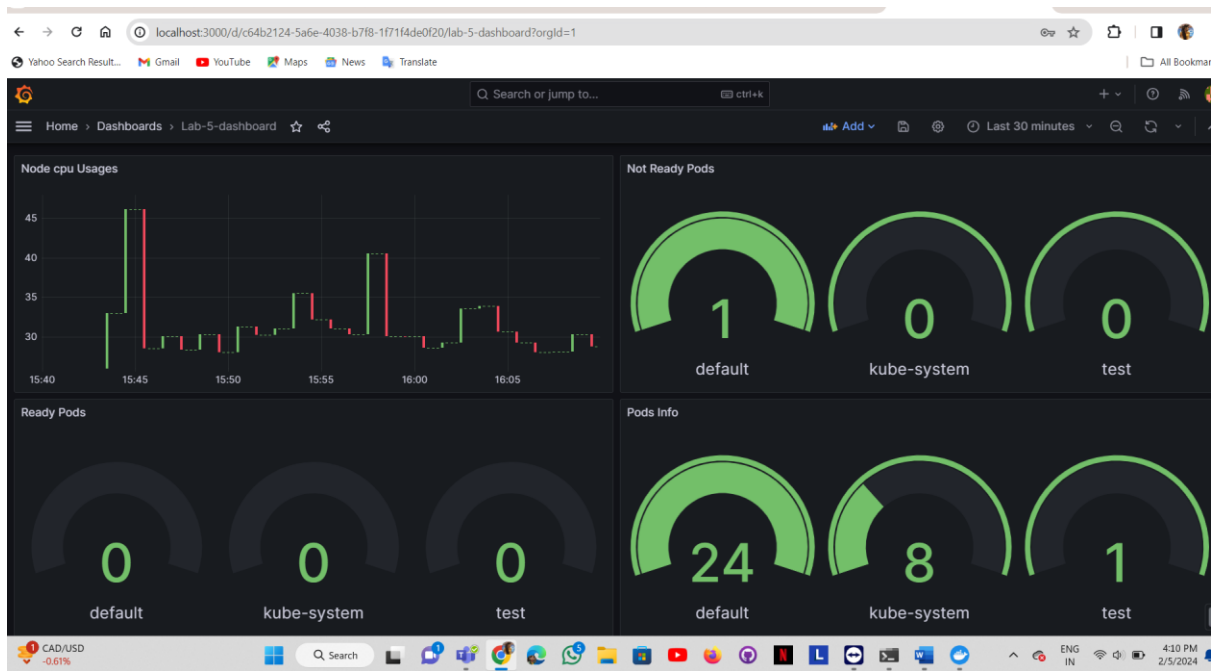 localhost:3000/d/c64b2124-5a6e-4038-b7f8-1f71f4de0f20/lab-5-dashboard?orgId=1
Yahoo Search Result... Gmail YouTube Maps News Translate All Bookmar
Search or jump to... ctrl+k
Home › Dashboards › Lab-5-dashboard Add Last 30 minutes
Node cpu Usages
45
40
35
30
15:40 15:45 15:50 15:55 16:00 16:05
Not Ready Pods
1 0 0
default kube-system test
Ready Pods
0 0 0
default kube-system test
Pods Info
24 8 1
default kube-system test
1 CAD/USD
-0.61%
Search
ENG
IN
4:10 PM
2/5/2024